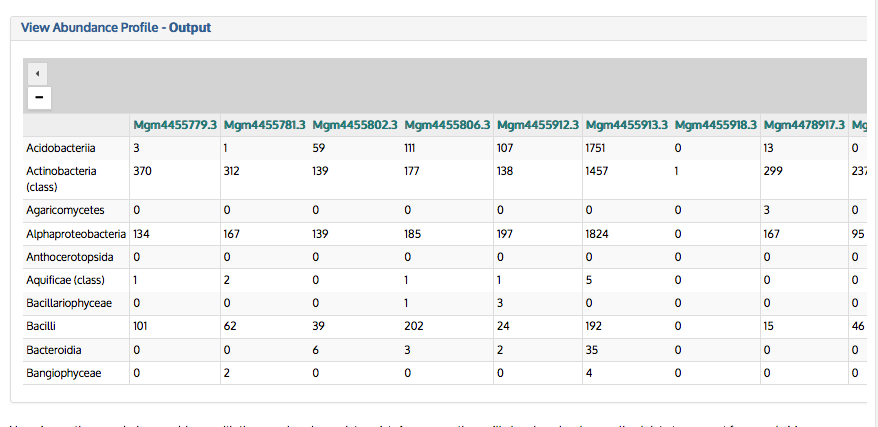 View Abundance Profile - Output
Mgm4455779.3 Mgm4455781.3 Mgm4455802.3 Mgm4455806.3 Mgm4455912.3 Mgm4455913.3 Mgm4455918.3 Mgm4478917.3
Acidobacteriia 3 1 59 111 107 1751 0 13 0
Actinobacteria (class) 370 312 139 177 138 1457 1 299 237
Agaricomycetes 0 0 0 0 0 0 0 3 0
Alphaproteobacteria 134 167 139 185 197 1824 0 167 95
Anthocerotopsida 0 0 0 0 0 0 0 0 0
Aquificae (class) 1 2 0 1 1 5 0 0 0
Bacillariophyceae 0 0 0 1 3 0 0 0 0
Bacilli 101 62 39 202 24 192 0 15 46
Bacteroidia 0 0 6 3 2 35 0 0 0
Bangiophyceae 0 2 0 0 0 4 0 0 0